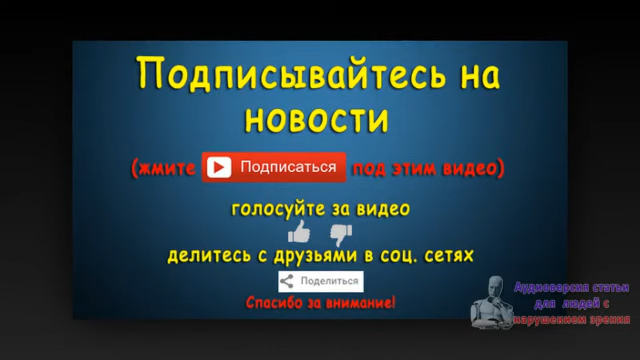 Подписывайтесь на
новости
(жмите Подписаться под этим видео)
голосуйте за видео
делитесь с друзьями в соц. сетях
Поделиться
Спасибо за внимание!
Аудиоверсия статьи
для людей с
нарушением зрения